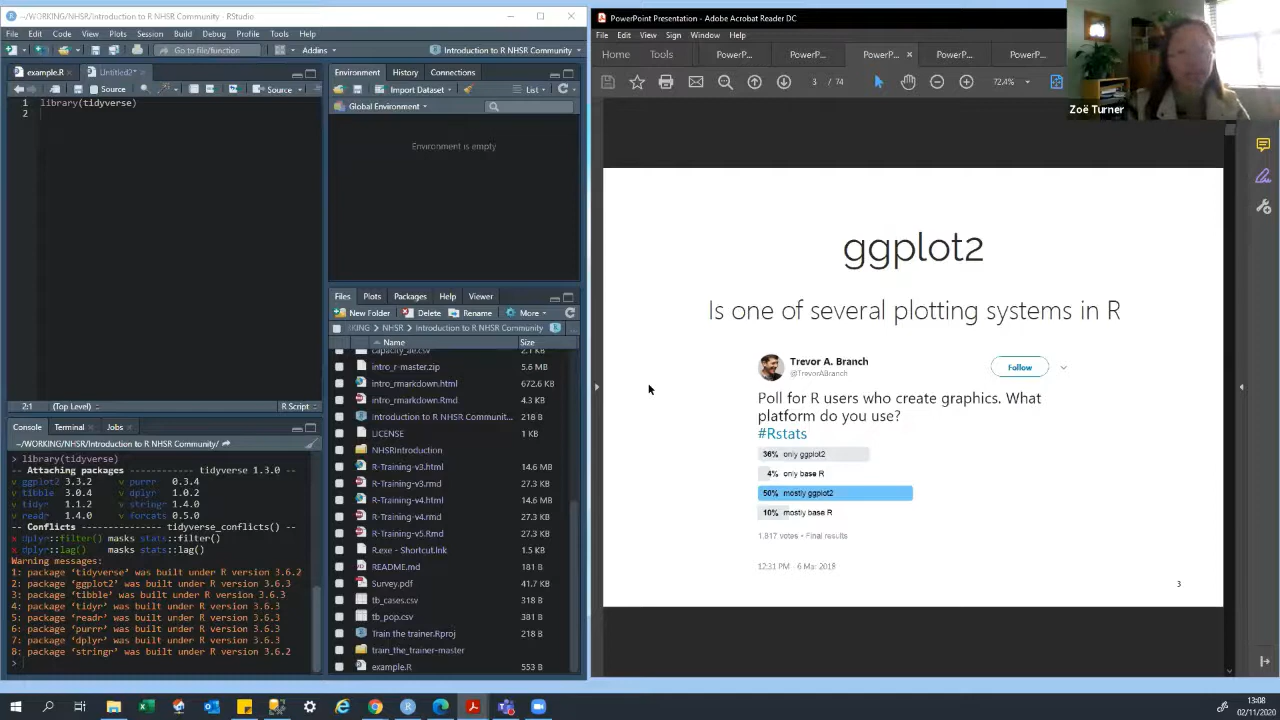 ~/WORKING/NHSR/Introduction to R NHSR Community - RStudio
File Edit Code View Plots Session Build Debug Profile Tools Help
Go to file/function
Addins
Introduction to R NHSR Community
example.R
Untitled2*
Source
Source
1 library(tidyverse)
2
2:1 (Top Level) R Script
Console Terminal Jobs
~/WORKING/NHSR/Introduction to R NHSR Community/
> library(tidyverse)
-- Attaching packages ------------ tidyverse 1.3.0 --
v ggplot2 3.3.2 v purrr 0.3.4
v tibble 3.0.4 v dplyr 1.0.2
v tidyr 1.1.2 v stringr 1.4.0
v readr 1.4.0 v forcats 0.5.0
-- Conflicts -------------- tidyverse_conflicts() --
x dplyr::filter() masks stats::filter()
x dplyr::lag() masks stats::lag()
Warning messages:
1: package ‘tidyverse’ was built under R version 3.6.2
2: package ‘ggplot2’ was built under R version 3.6.3
3: package ‘tibble’ was built under R version 3.6.3
4: package ‘tidyr’ was built under R version 3.6.3
5: package ‘readr’ was built under R version 3.6.3
6: package ‘purrr’ was built under R version 3.6.3
7: package ‘dplyr’ was built under R version 3.6.3
8: package ‘stringr’ was built under R version 3.6.2
>
Environment History Connections
Import Dataset
List
Global Environment
Environment is empty
Files Plots Packages Help Viewer
New Folder Delete Rename More
KING > NHSR > Introduction to R NHSR Community
Name Size
capacity_ae.csv 2.1 KB
intro_r-master.zip 5.6 MB
intro_rmarkdown.html 672.6 KB
intro_rmarkdown.Rmd 4.3 KB
Introduction to R NHSR Communit... 218 B
LICENSE 1 KB
NHSRIntroduction
R-Training-v3.html 14.6 MB
R-Training-v3.rmd 27.3 KB
R-Training-v4.html 14.6 MB
R-Training-v4.rmd 27.3 KB
R-Training-v5.Rmd 27.3 KB
R.exe - Shortcut.lnk 1.5 KB
README.md 181 B
Survey.pdf 41.7 KB
tb_cases.csv 318 B
tb_pop.csv 381 B
Train the trainer.Rproj 218 B
train_the_trainer-master
example.R 553 B
PowerPoint Presentation - Adobe Acrobat Reader DC
File Edit View Sign Window Help
Home Tools PowerP... PowerP... PowerP... PowerP... PowerP...
3 / 74
72.4%
Zoë Turner
ggplot2
Is one of several plotting systems in R
Trevor A. Branch
@TrevorABranch
Follow
Poll for R users who create graphics. What
platform do you use?
#Rstats
36% only ggplot2
4% only base R
50% mostly ggplot2
10% mostly base R
1,817 votes • Final results
12:31 PM - 6 Mar 2018
3
13:08
02/11/2020